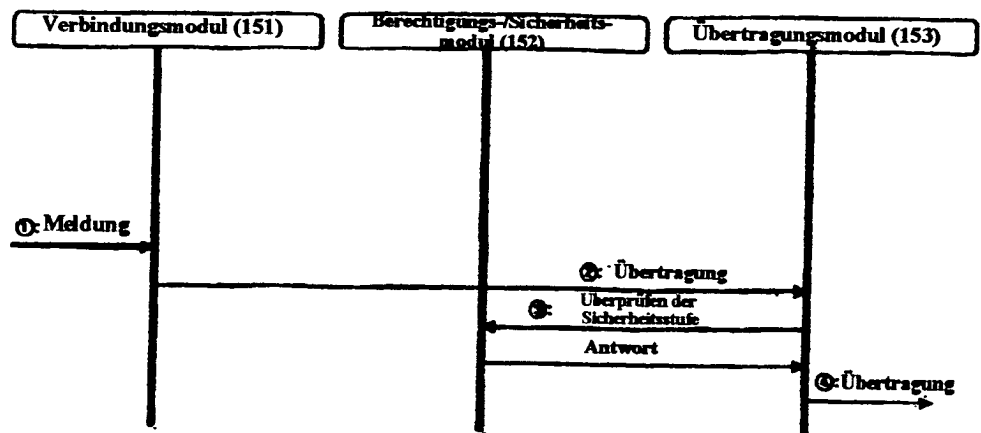 Verbindungsmodul (151)
Berechtigungs-/Sicherheits-
modul (152)
Übertragungsmodul (153)
①: Meldung
②: Übertragung
③: Überprüfen der
Sicherheitsstufe
Antwort
④: Übertragung